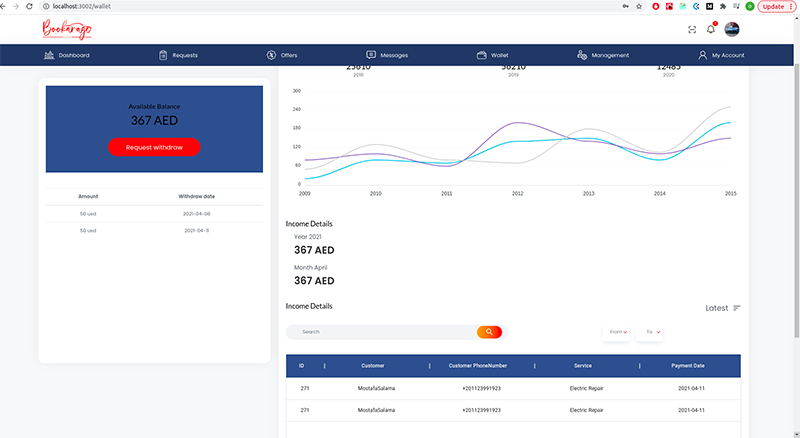 localhost:3002/wallet
Update
Bookarago
Dashboard
Requests
Offers
Messages
Wallet
Management
My Account
Available Balance
367 AED
Request withdraw
Amount Withdraw date
50 usd 2021-04-08
50 usd 2021-04-11
25610 56210 12485
2018 2019 2020
300
240
180
120
60
0
2009 2010 2011 2012 2013 2014 2015
Income Details
Year 2021
367 AED
Month April
367 AED
Income Details
Latest
Search
From
To
ID Customer Customer PhoneNumber Service Payment Date
271 MostafaSalama +201123991923 Electric Repair 2021-04-11
271 MostafaSalama +201123991923 Electric Repair 2021-04-11